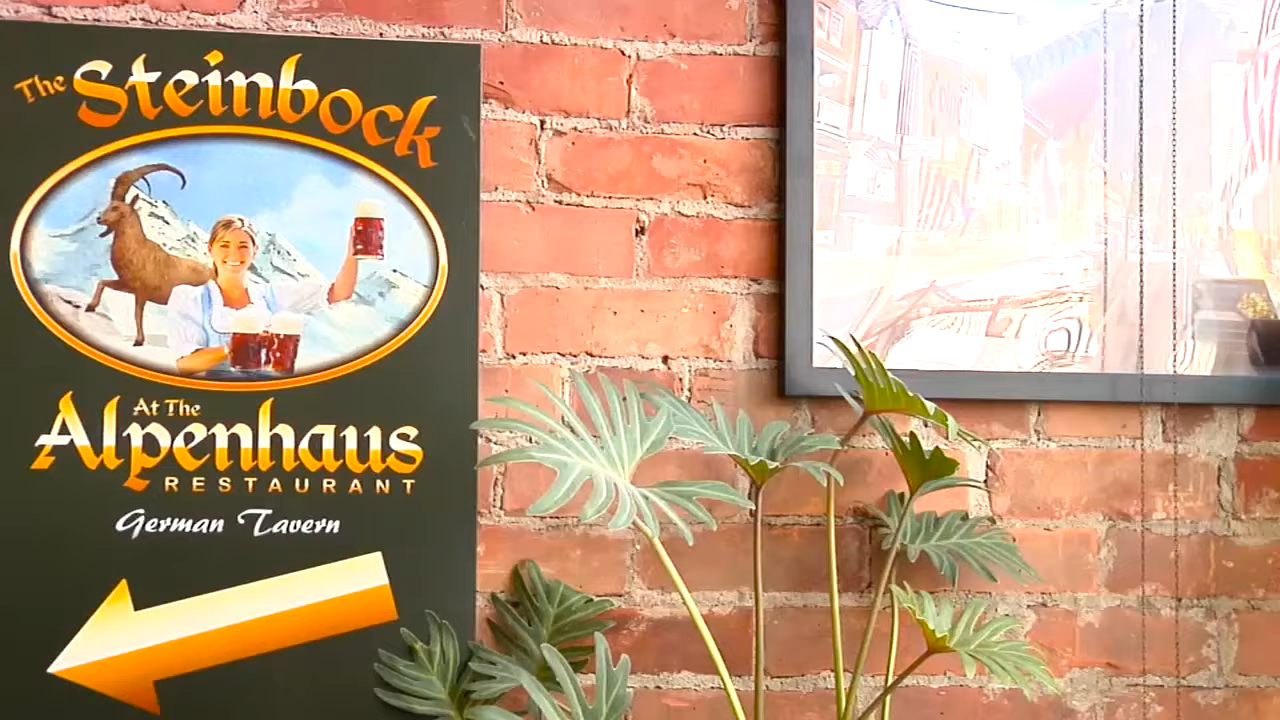 The Steinbock
At The
Alpenhaus
RESTAURANT
German Tavern